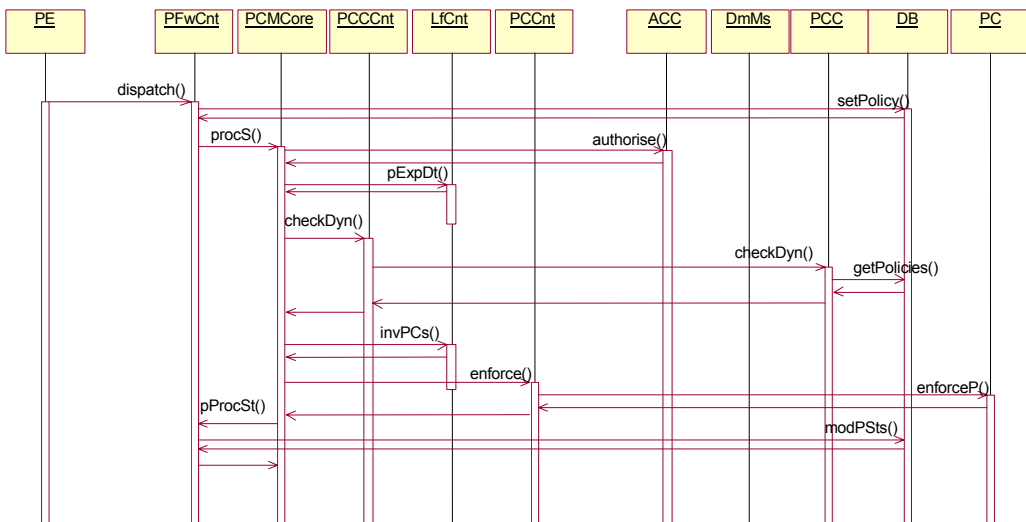 PE PFwCnt PCMCore PCCCnt LfCnt PCCnt ACC DmMs PCC DB PC
dispatch()
setPolicy()
procS()
authorise()
pExpDt()
checkDyn()
checkDyn()
getPolicies()
invPCs()
enforce()
enforceP()
pProcSt()
modPSts()